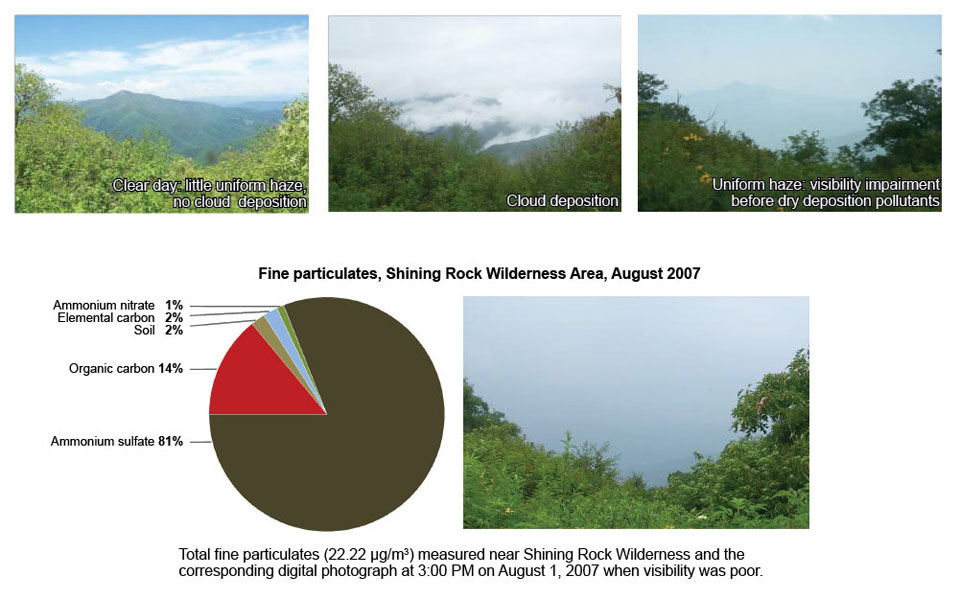 Clear day: little uniform haze,
no cloud deposition
Cloud deposition
Uniform haze: visibility impairment
before dry deposition pollutants
Fine particulates, Shining Rock Wilderness Area, August 2007
Ammonium nitrate 1%
Elemental carbon 2%
Soil 2%
Organic carbon 14%
Ammonium sulfate 81%
Total fine particulates (22.22 µg/m³) measured near Shining Rock Wilderness and the
corresponding digital photograph at 3:00 PM on August 1, 2007 when visibility was poor.